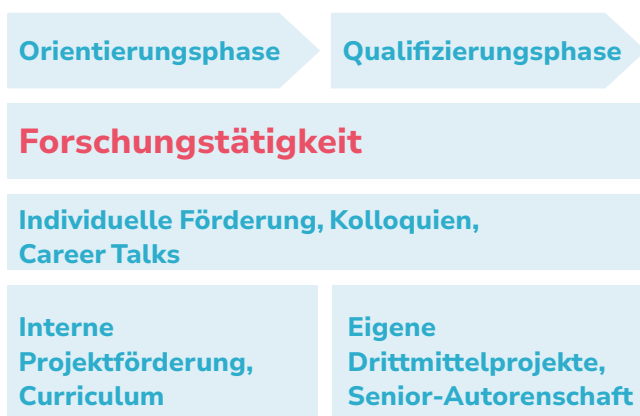 Orientierungsphase
Qualifizierungsphase
Forschungstätigkeit
Individuelle Förderung, Kolloquien,
Career Talks
Interne
Projektförderung,
Curriculum
Eigene
Drittmittelprojekte,
Senior-Autorenschaft